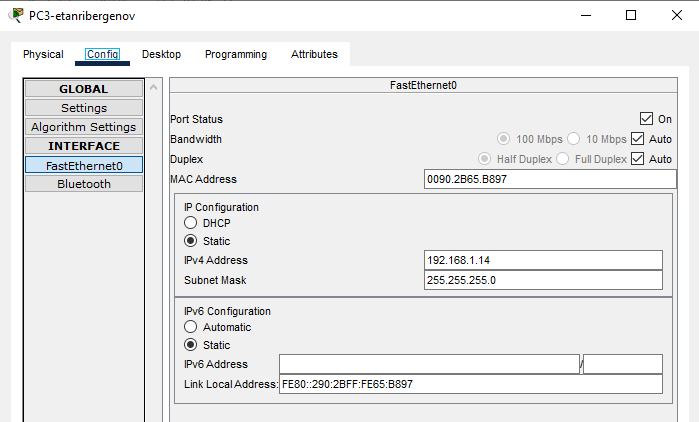 PC3-etanribergenov
Physical Config Desktop Programming Attributes
GLOBAL
Settings
Algorithm Settings
INTERFACE
FastEthernet0
Bluetooth
FastEthernet0
Port Status On
Bandwidth 100 Mbps 10 Mbps Auto
Duplex Half Duplex Full Duplex Auto
MAC Address 0090.2B65.B897
IP Configuration
DHCP
Static
IPv4 Address 192.168.1.14
Subnet Mask 255.255.255.0
IPv6 Configuration
Automatic
Static
IPv6 Address /
Link Local Address: FE80::290:2BFF:FE65:B897